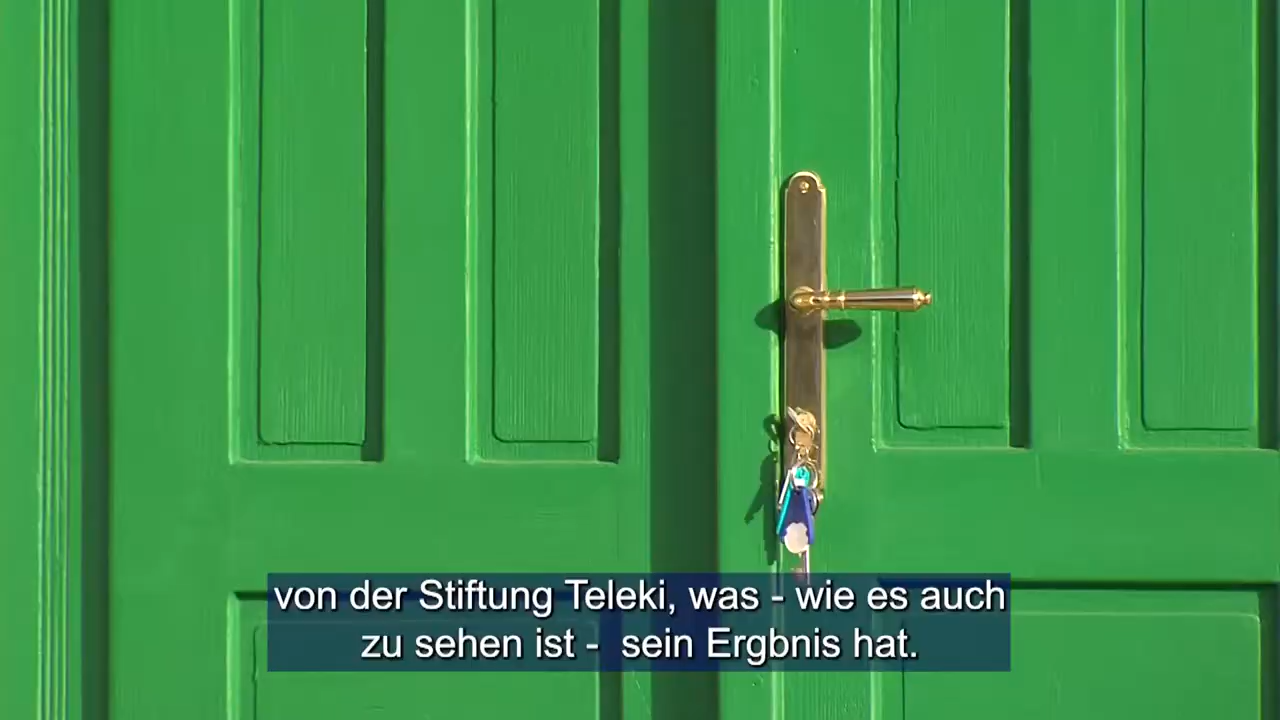 von der Stiftung Teleki, was - wie es auch
zu sehen ist -  sein Ergbnis hat.